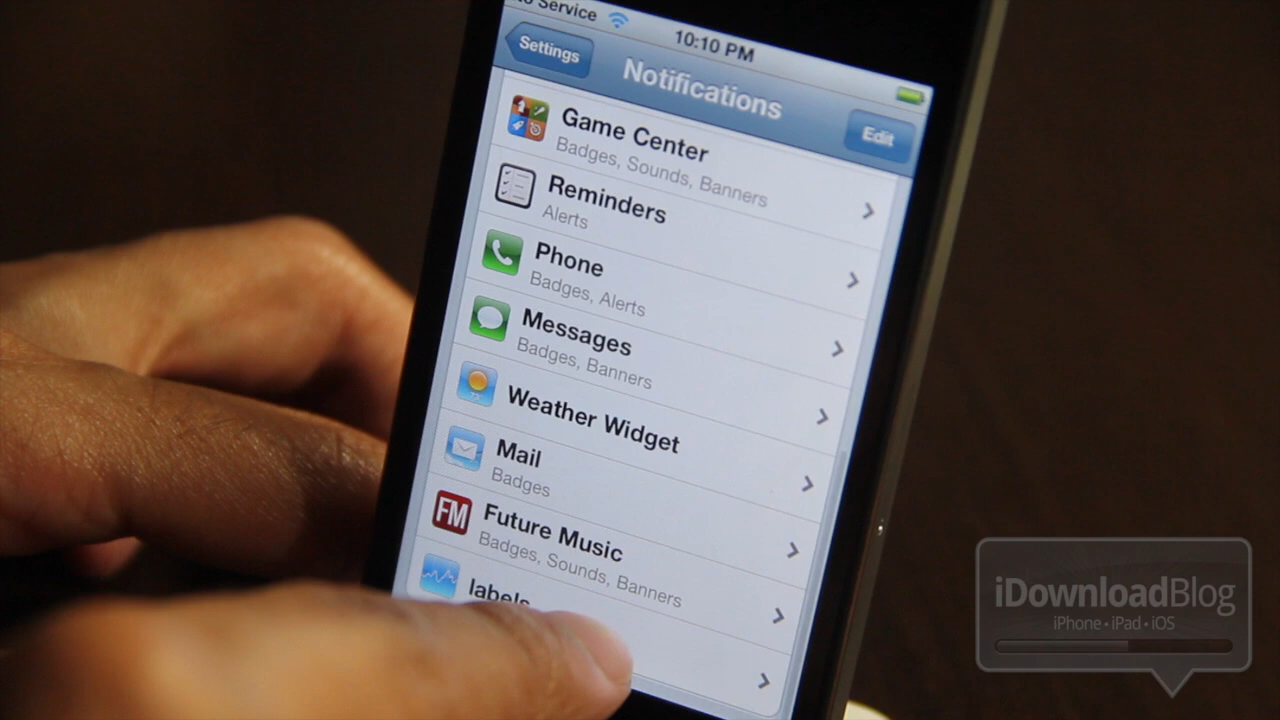 Service
10:10 PM
Settings
Notifications
Edit
Game Center
Badges, Sounds, Banners
Reminders
Alerts
Phone
Badges, Alerts
Messages
Badges, Banners
Weather Widget
Mail
Badges
FM
Future Music
Badges, Sounds, Banners
labels
iDownloadBlog
iPhone • iPad • iOS